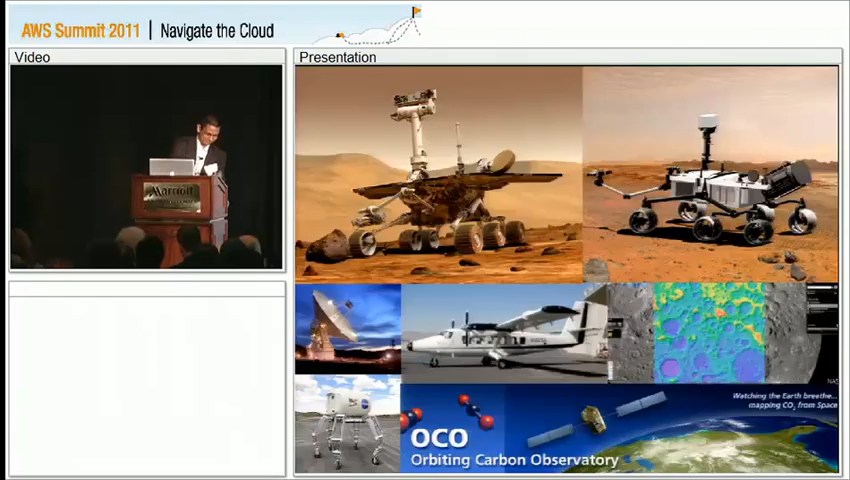 AWS Summit 2011 | Navigate the Cloud
Video
Presentation
Marriott
Watching the Earth breathe...
mapping CO2 from Space
OCO
Orbiting Carbon Observatory